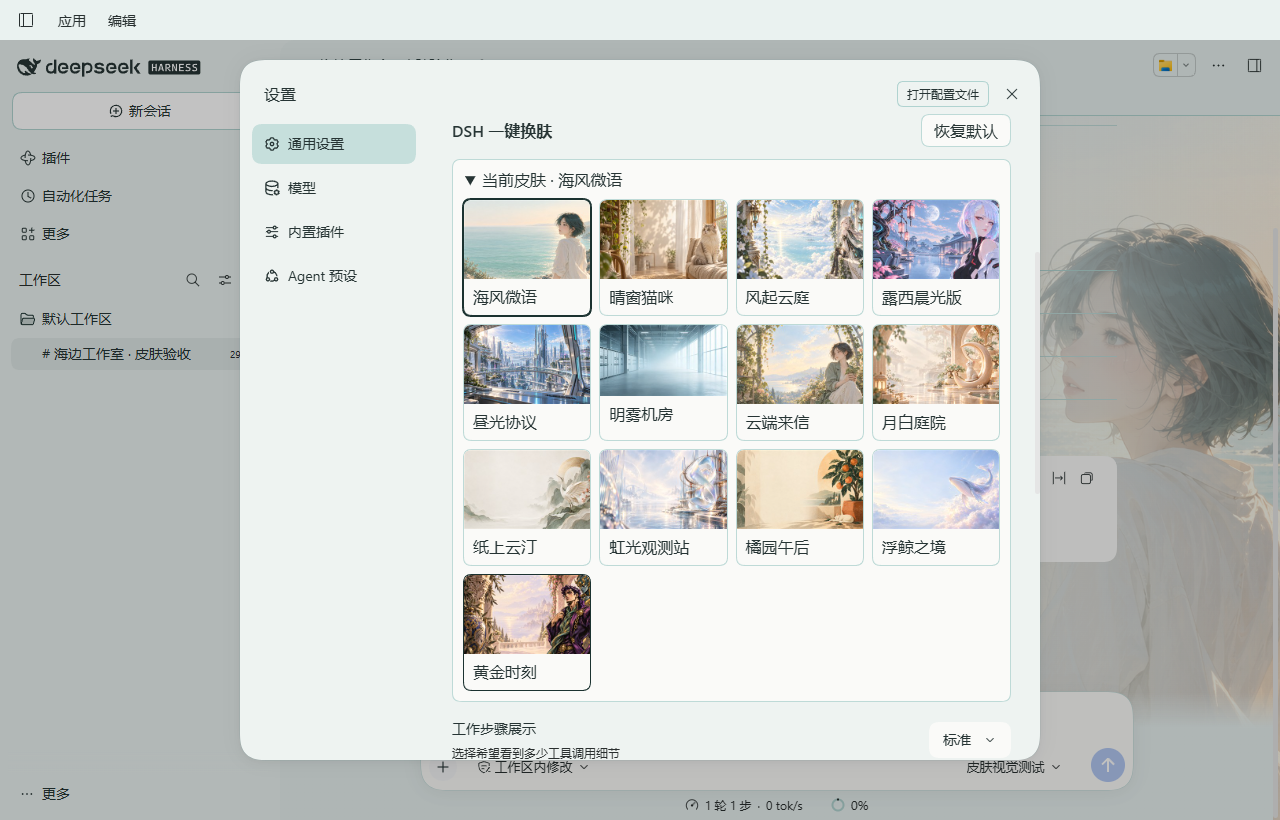 应用 编辑
deepseek HARNESS
新会话
插件
自动化任务
更多
工作区
默认工作区
# 海边工作室 · 皮肤验收 29
更多
设置
打开配置文件
通用设置
模型
内置插件
Agent 预设
DSH 一键换肤
恢复默认
▼ 当前皮肤 · 海风微语
海风微语 晴窗猫咪 风起云庭 露西晨光版
昼光协议 明雾机房 云端来信 月白庭院
纸上云汀 虹光观测站 橘园午后 浮鲸之境
黄金时刻
工作步骤展示
选择希望看到多少工具调用细节
标准
工作区内修改
皮肤视觉测试
1 轮 1 步 · 0 tok/s 0%